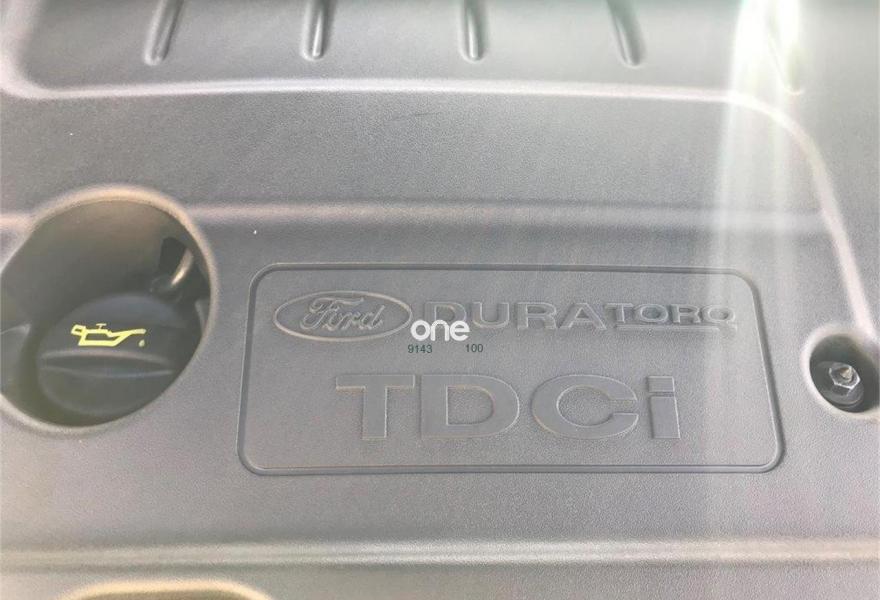 Ford DURATORQ
one
9143 100
TDCi